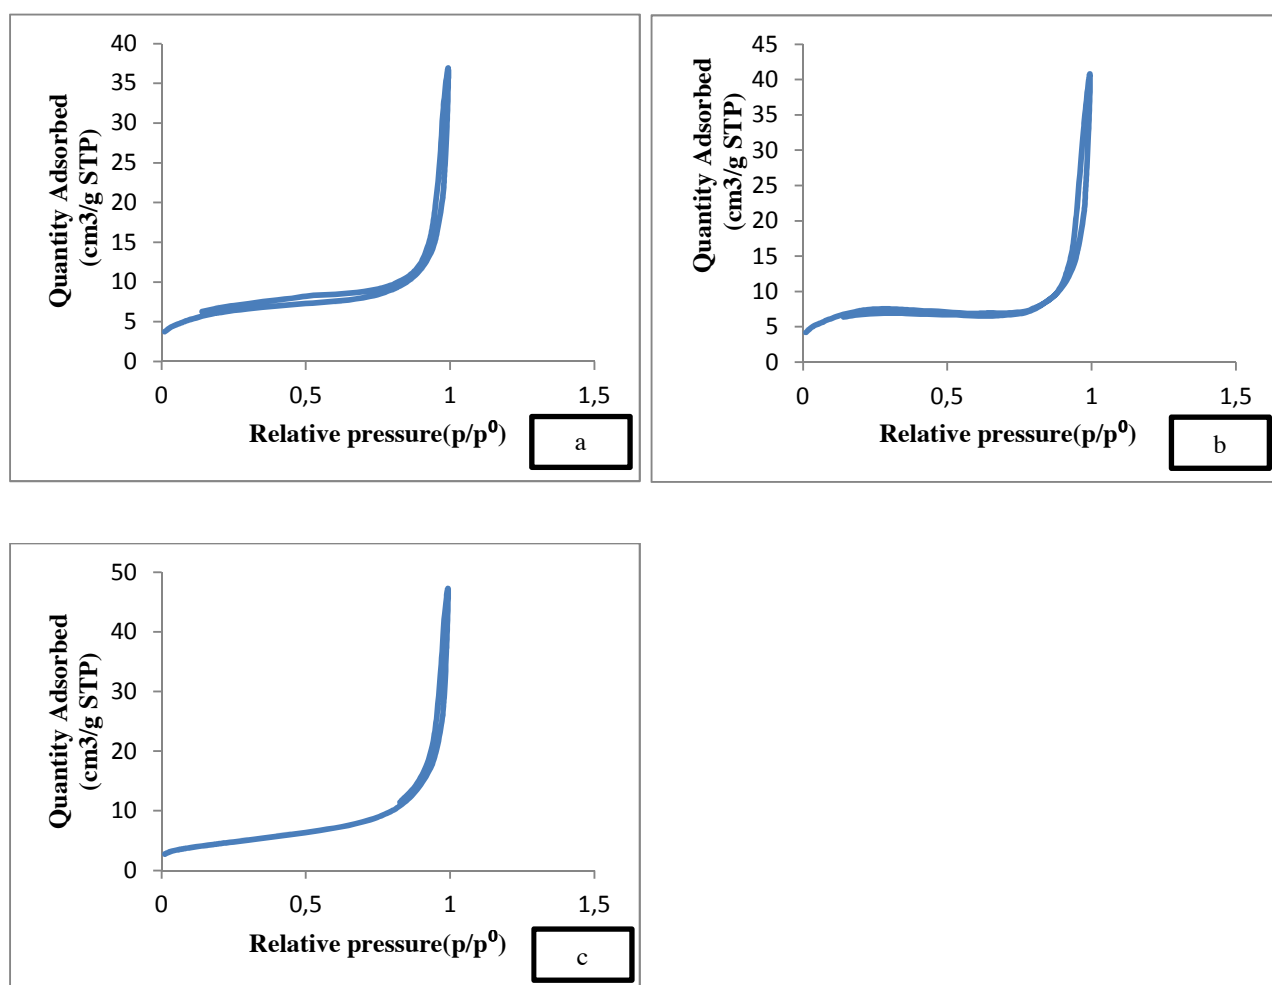 Quantity Adsorbed
(cm3/g STP)
40
35
30
25
20
15
10
5
0
0 0,5 1 1,5
Relative pressure(p/p⁰)
a
Quantity Adsorbed
(cm3/g STP)
45
40
35
30
25
20
15
10
5
0
0 0,5 1 1,5
Relative pressure(p/p⁰)
b
Quantity Adsorbed
(cm3/g STP)
50
40
30
20
10
0
0 0,5 1 1,5
Relative pressure(p/p⁰)
c